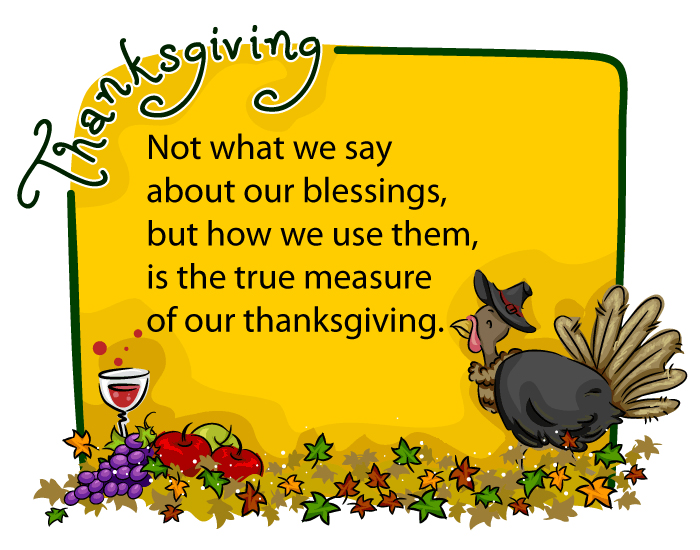 Thanksgiving
Not what we say
about our blessings,
but how we use them,
is the true measure
of our thanksgiving.